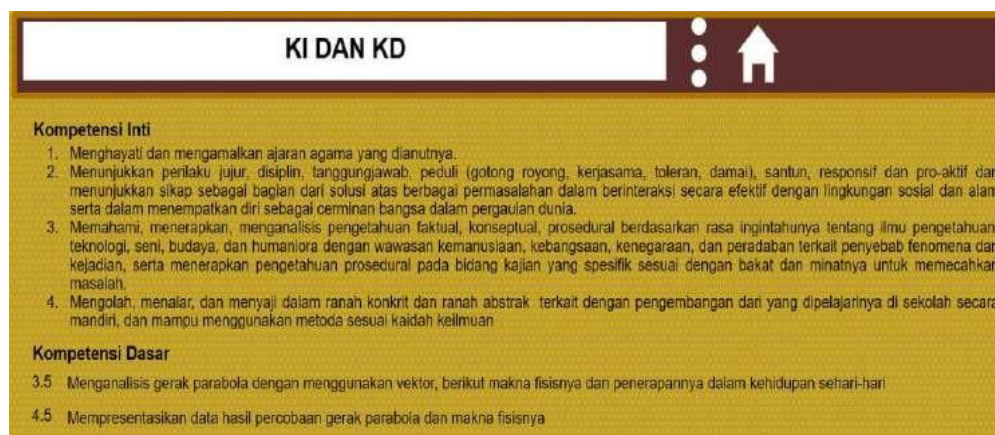 KI DAN KD
Kompetensi Inti
1. Menghayati dan mengamalkan ajaran agama yang dianutnya.
2. Menunjukkan perilaku jujur, disiplin, tanggungjawab, peduli (gotong royong, kerjasama, toleran, damai), santun, responsif dan pro-aktif dan
menunjukkan sikap sebagai bagian dari solusi atas berbagai permasalahan dalam berinteraksi secara efektif dengan lingkungan sosial dan alam
serta dalam menempatkan diri sebagai cerminan bangsa dalam pergaulan dunia.
3. Memahami, menerapkan, menganalisis pengetahuan faktual, konseptual, prosedural berdasarkan rasa ingintahunya tentang ilmu pengetahuan
teknologi, seni, budaya, dan humaniora dengan wawasan kemanusiaan, kebangsaan, kenegaraan, dan peradaban terkait penyebab fenomena dan
kejadian, serta menerapkan pengetahuan prosedural pada bidang kajian yang spesifik sesuai dengan bakat dan minatnya untuk memecahkan
masalah.
4. Mengolah, menalar, dan menyaji dalam ranah konkrit dan ranah abstrak terkait dengan pengembangan dari yang dipelajarinya di sekolah secara
mandiri, dan mampu menggunakan metoda sesuai kaidah keilmuan
Kompetensi Dasar
3.5 Menganalisis gerak parabola dengan menggunakan vektor, berikut makna fisisnya dan penerapannya dalam kehidupan sehari-hari
4.5 Mempresentasikan data hasil percobaan gerak parabola dan makna fisisnya